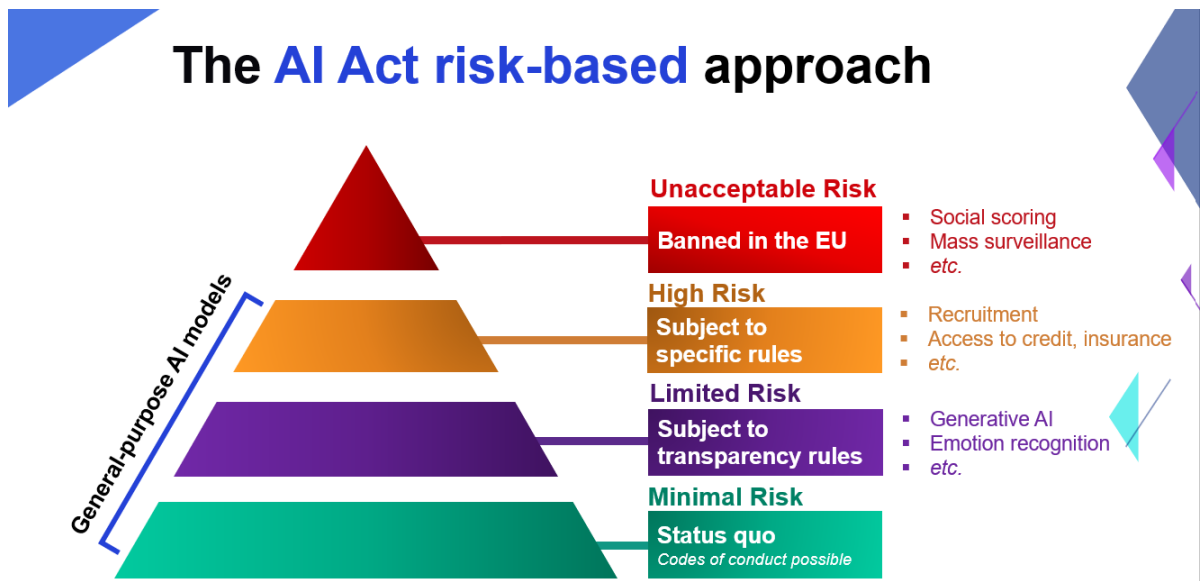 The AI Act risk-based approach
General-purpose AI models
Unacceptable Risk
Banned in the EU
▪ Social scoring
▪ Mass surveillance
▪ etc.
High Risk
Subject to
specific rules
▪ Recruitment
▪ Access to credit, insurance
▪ etc.
Limited Risk
Subject to
transparency rules
▪ Generative AI
▪ Emotion recognition
▪ etc.
Minimal Risk
Status quo
Codes of conduct possible